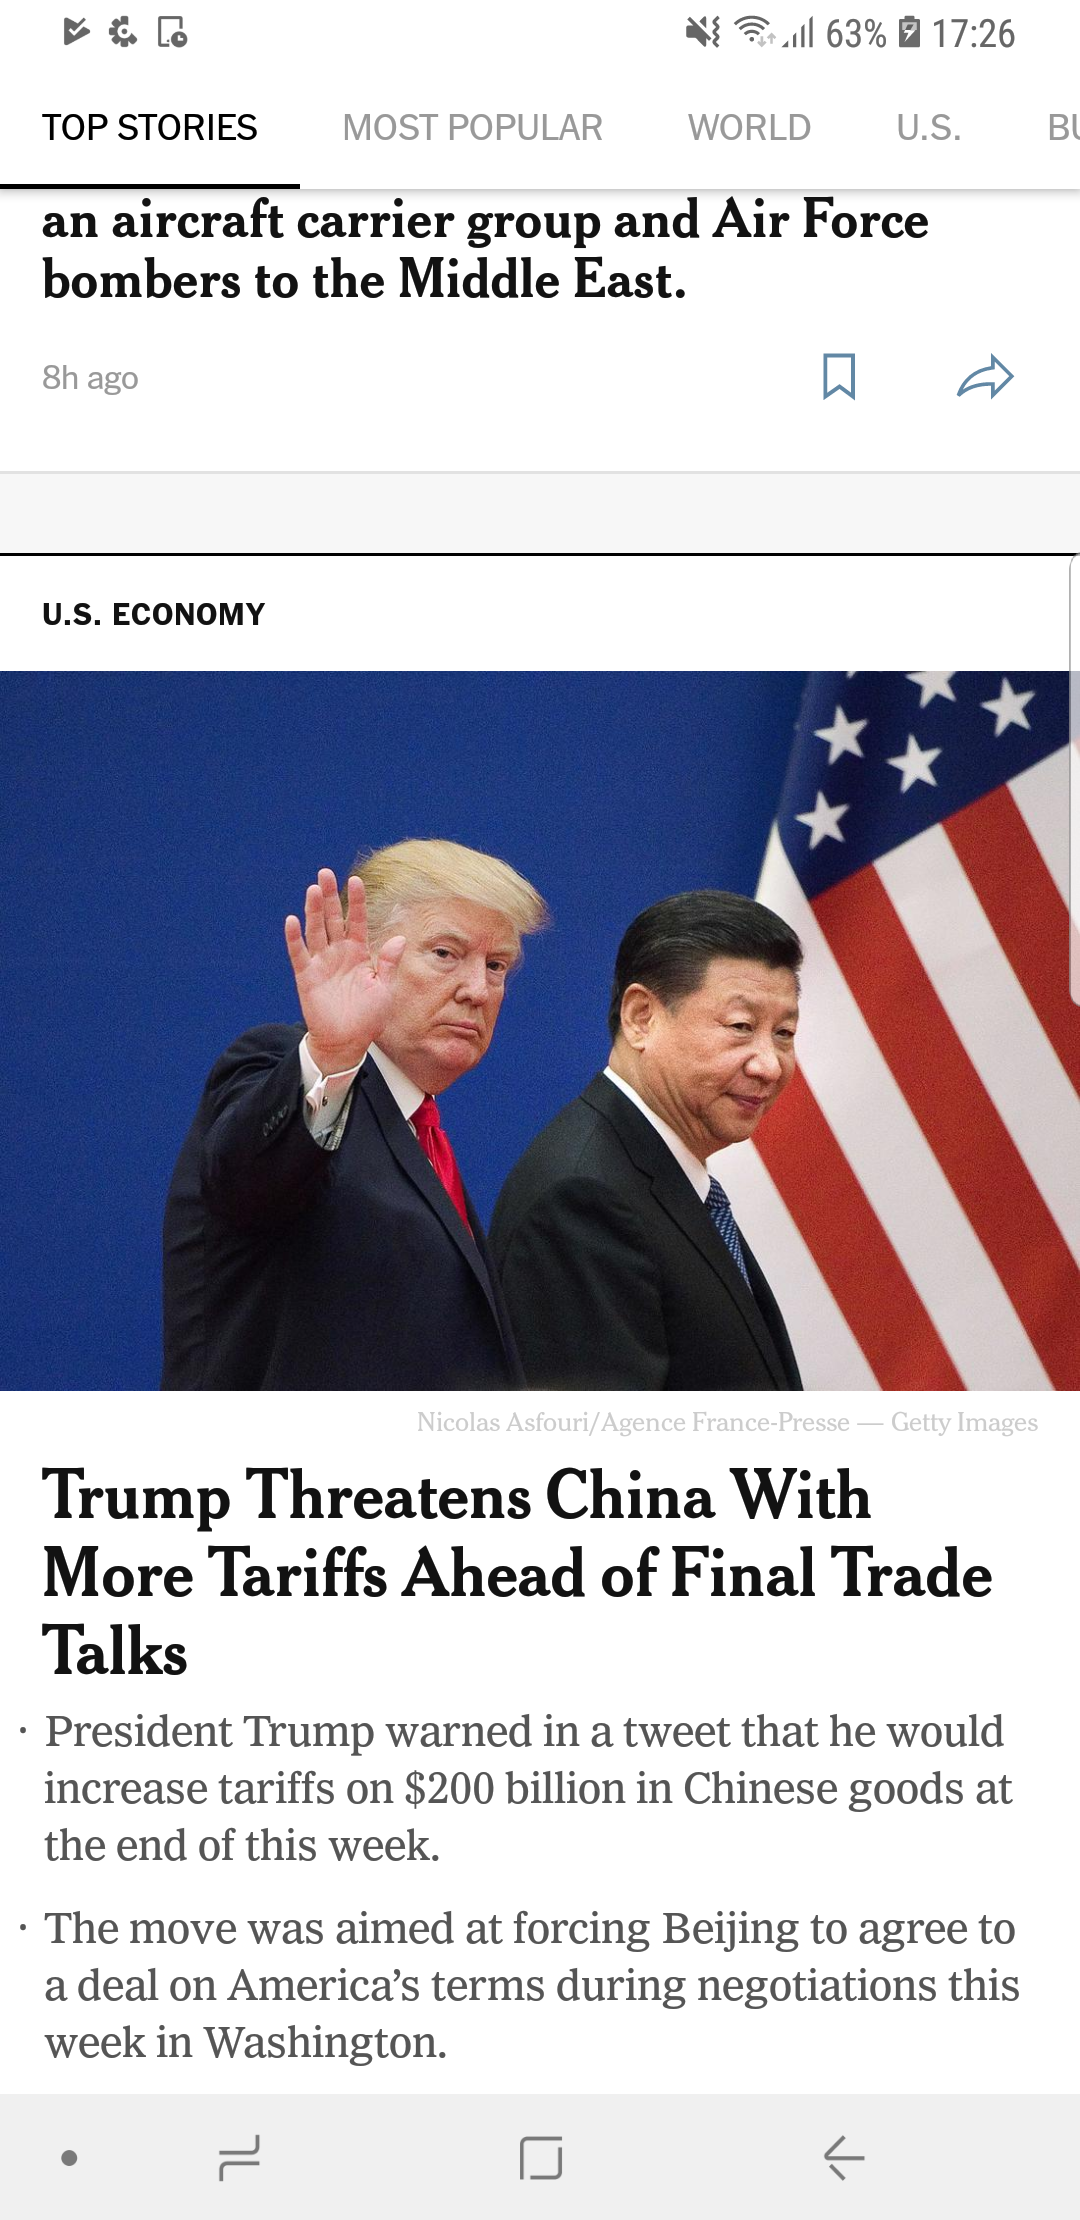 63% 17:26
TOP STORIES MOST POPULAR WORLD U.S. BU
an aircraft carrier group and Air Force
bombers to the Middle East.
8h ago
U.S. ECONOMY
Nicolas Asfouri/Agence France-Presse — Getty Images
Trump Threatens China With
More Tariffs Ahead of Final Trade
Talks
· President Trump warned in a tweet that he would
increase tariffs on $200 billion in Chinese goods at
the end of this week.
· The move was aimed at forcing Beijing to agree to
a deal on America’s terms during negotiations this
week in Washington.